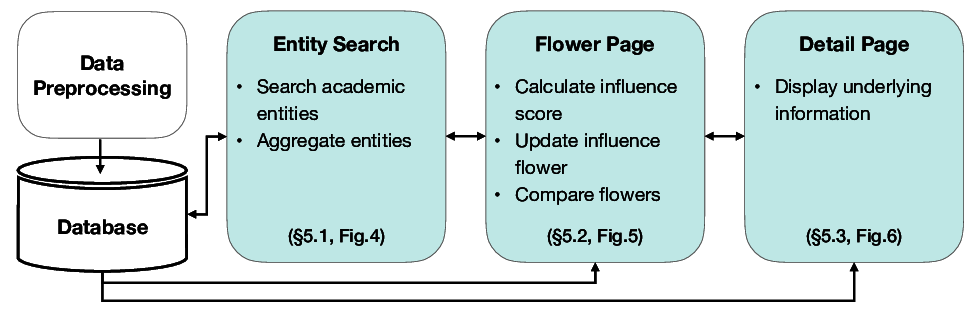 Data
Preprocessing
Database
Entity Search
• Search academic
entities
• Aggregate entities
(§5.1, Fig.4)
Flower Page
• Calculate influence
score
• Update influence
flower
• Compare flowers
(§5.2, Fig.5)
Detail Page
• Display underlying
information
(§5.3, Fig.6)